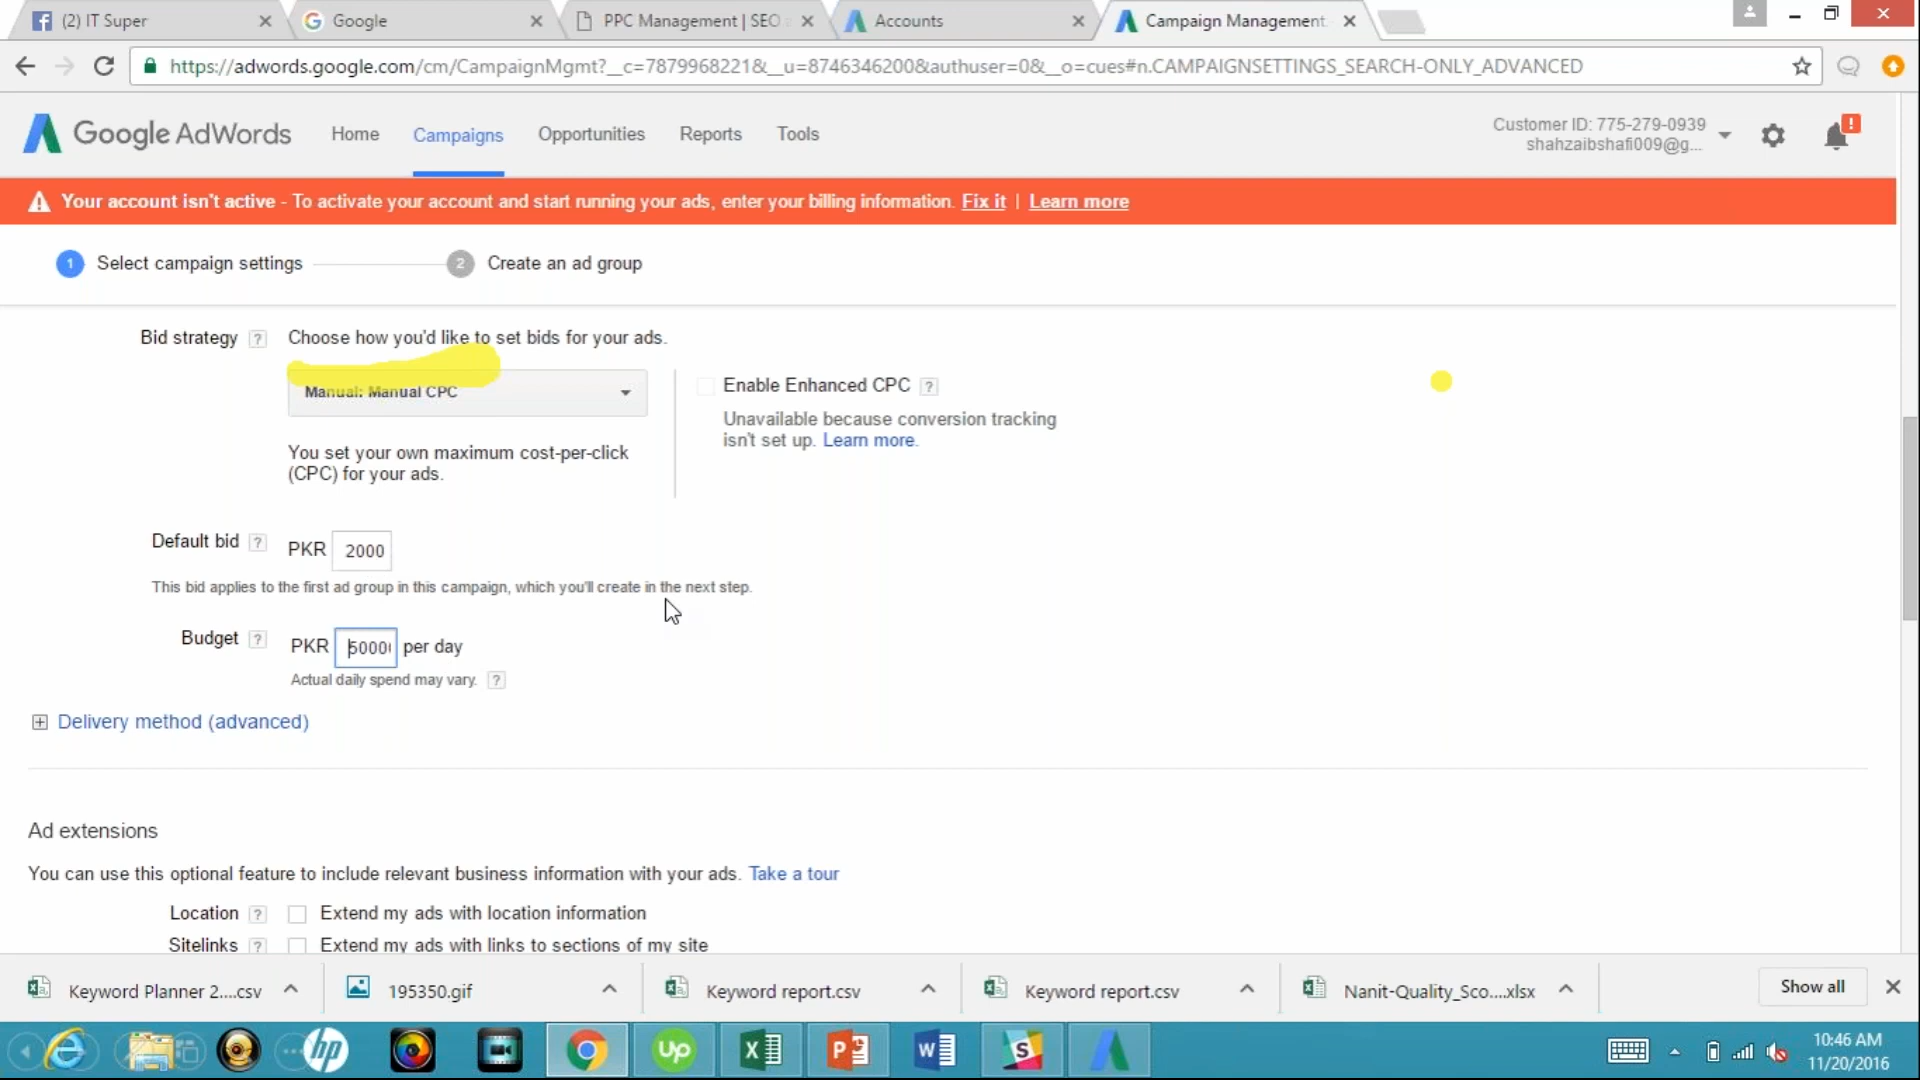 (2) IT Super
Google
PPC Management | SEO
Accounts
Campaign Management
https://adwords.google.com/cm/CampaignMgmt?__c=7879968221&__u=8746346200&authuser=0&__o=cues#n.CAMPAIGNSETTINGS_SEARCH-ONLY_ADVANCED
Google AdWords
Home
Campaigns
Opportunities
Reports
Tools
Customer ID: 775-279-0939
shahzaibshafi009@g...
Your account isn't active - To activate your account and start running your ads, enter your billing information. Fix it | Learn more
1 Select campaign settings
2 Create an ad group
Bid strategy ? Choose how you'd like to set bids for your ads.
Manual: Manual CPC
Enable Enhanced CPC ?
Unavailable because conversion tracking
isn't set up. Learn more.
You set your own maximum cost-per-click
(CPC) for your ads.
Default bid ? PKR 2000
This bid applies to the first ad group in this campaign, which you'll create in the next step.
Budget ? PKR 5000 per day
Actual daily spend may vary. ?
Delivery method (advanced)
Ad extensions
You can use this optional feature to include relevant business information with your ads. Take a tour
Location ? Extend my ads with location information
Sitelinks ? Extend my ads with links to sections of my site
Keyword Planner 2....csv
195350.gif
Keyword report.csv
Keyword report.csv
Nanit-Quality_Sco....xlsx
Show all
hp
Up
10:46 AM
11/20/2016